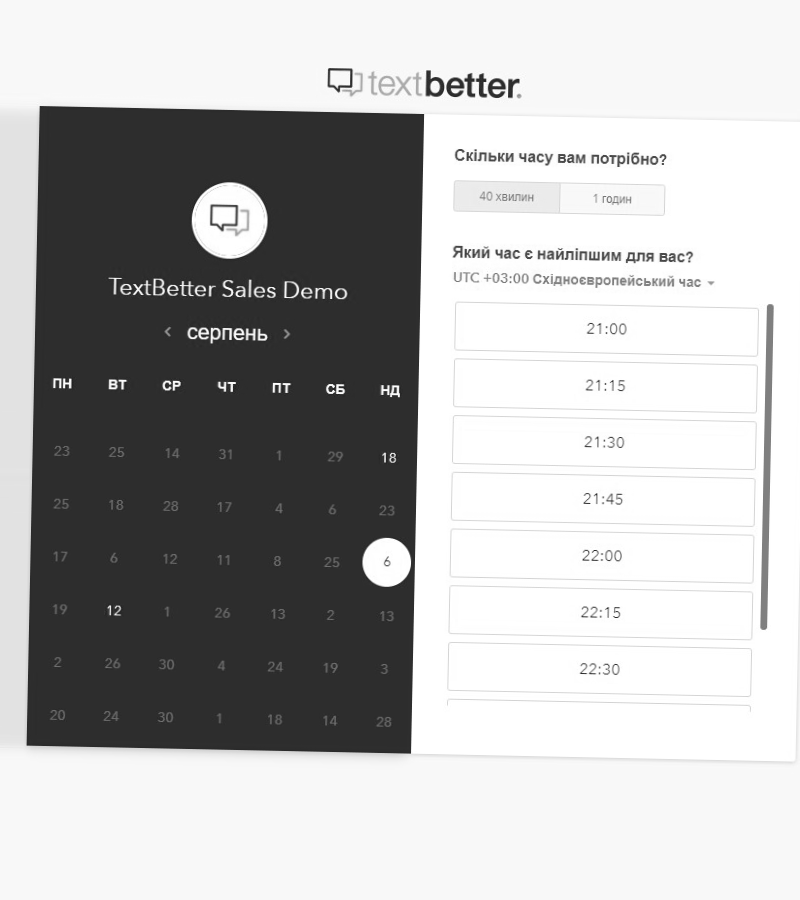 textbetter.
TextBetter Sales Demo
серпень
ПН ВТ СР ЧТ ПТ СБ НД
23 25 14 31 1 29 18
25 18 28 17 4 6 23
17 6 12 11 8 25 6
19 12 1 26 13 2 13
2 26 30 4 24 19 3
20 24 30 1 18 14 28
Скільки часу вам потрібно?
40 хвилин 1 годин
Який час є найліпшим для вас?
UTC +03:00 Східноєвропейський час
21:00
21:15
21:30
21:45
22:00
22:15
22:30